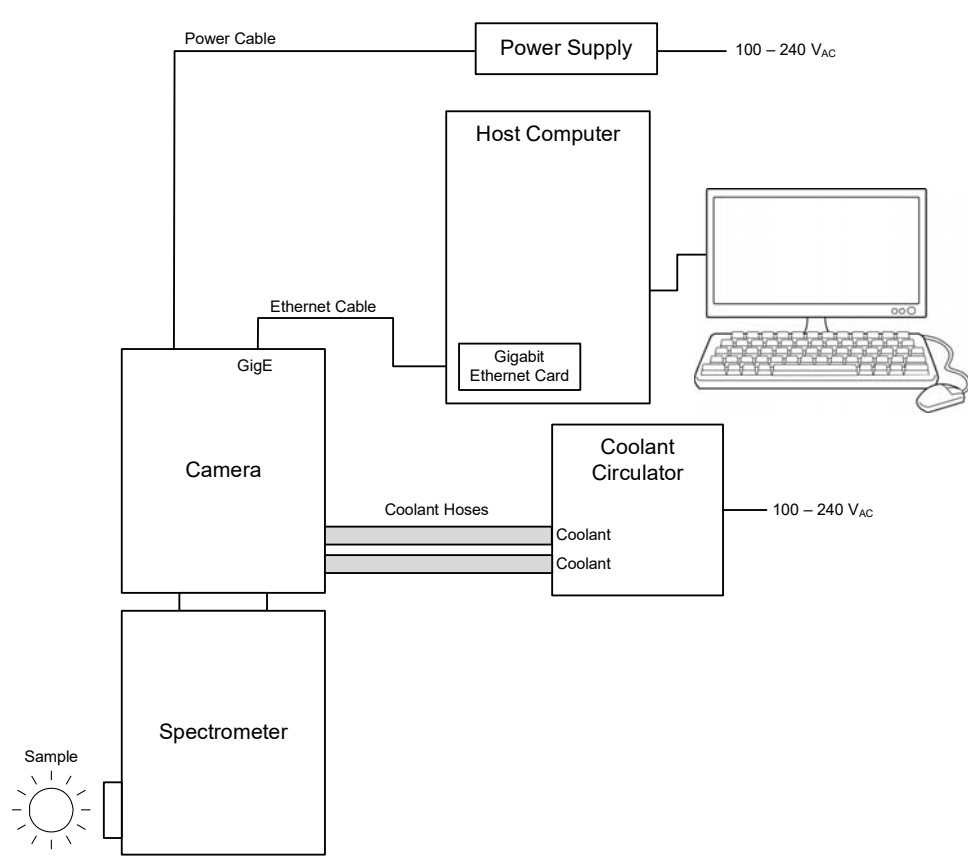 Power Cable
Power Supply
100 – 240 VAC
Host Computer
Ethernet Cable
GigE
Gigabit
Ethernet Card
Camera
Coolant
Circulator
Coolant Hoses
100 – 240 VAC
Coolant
Coolant
Spectrometer
Sample